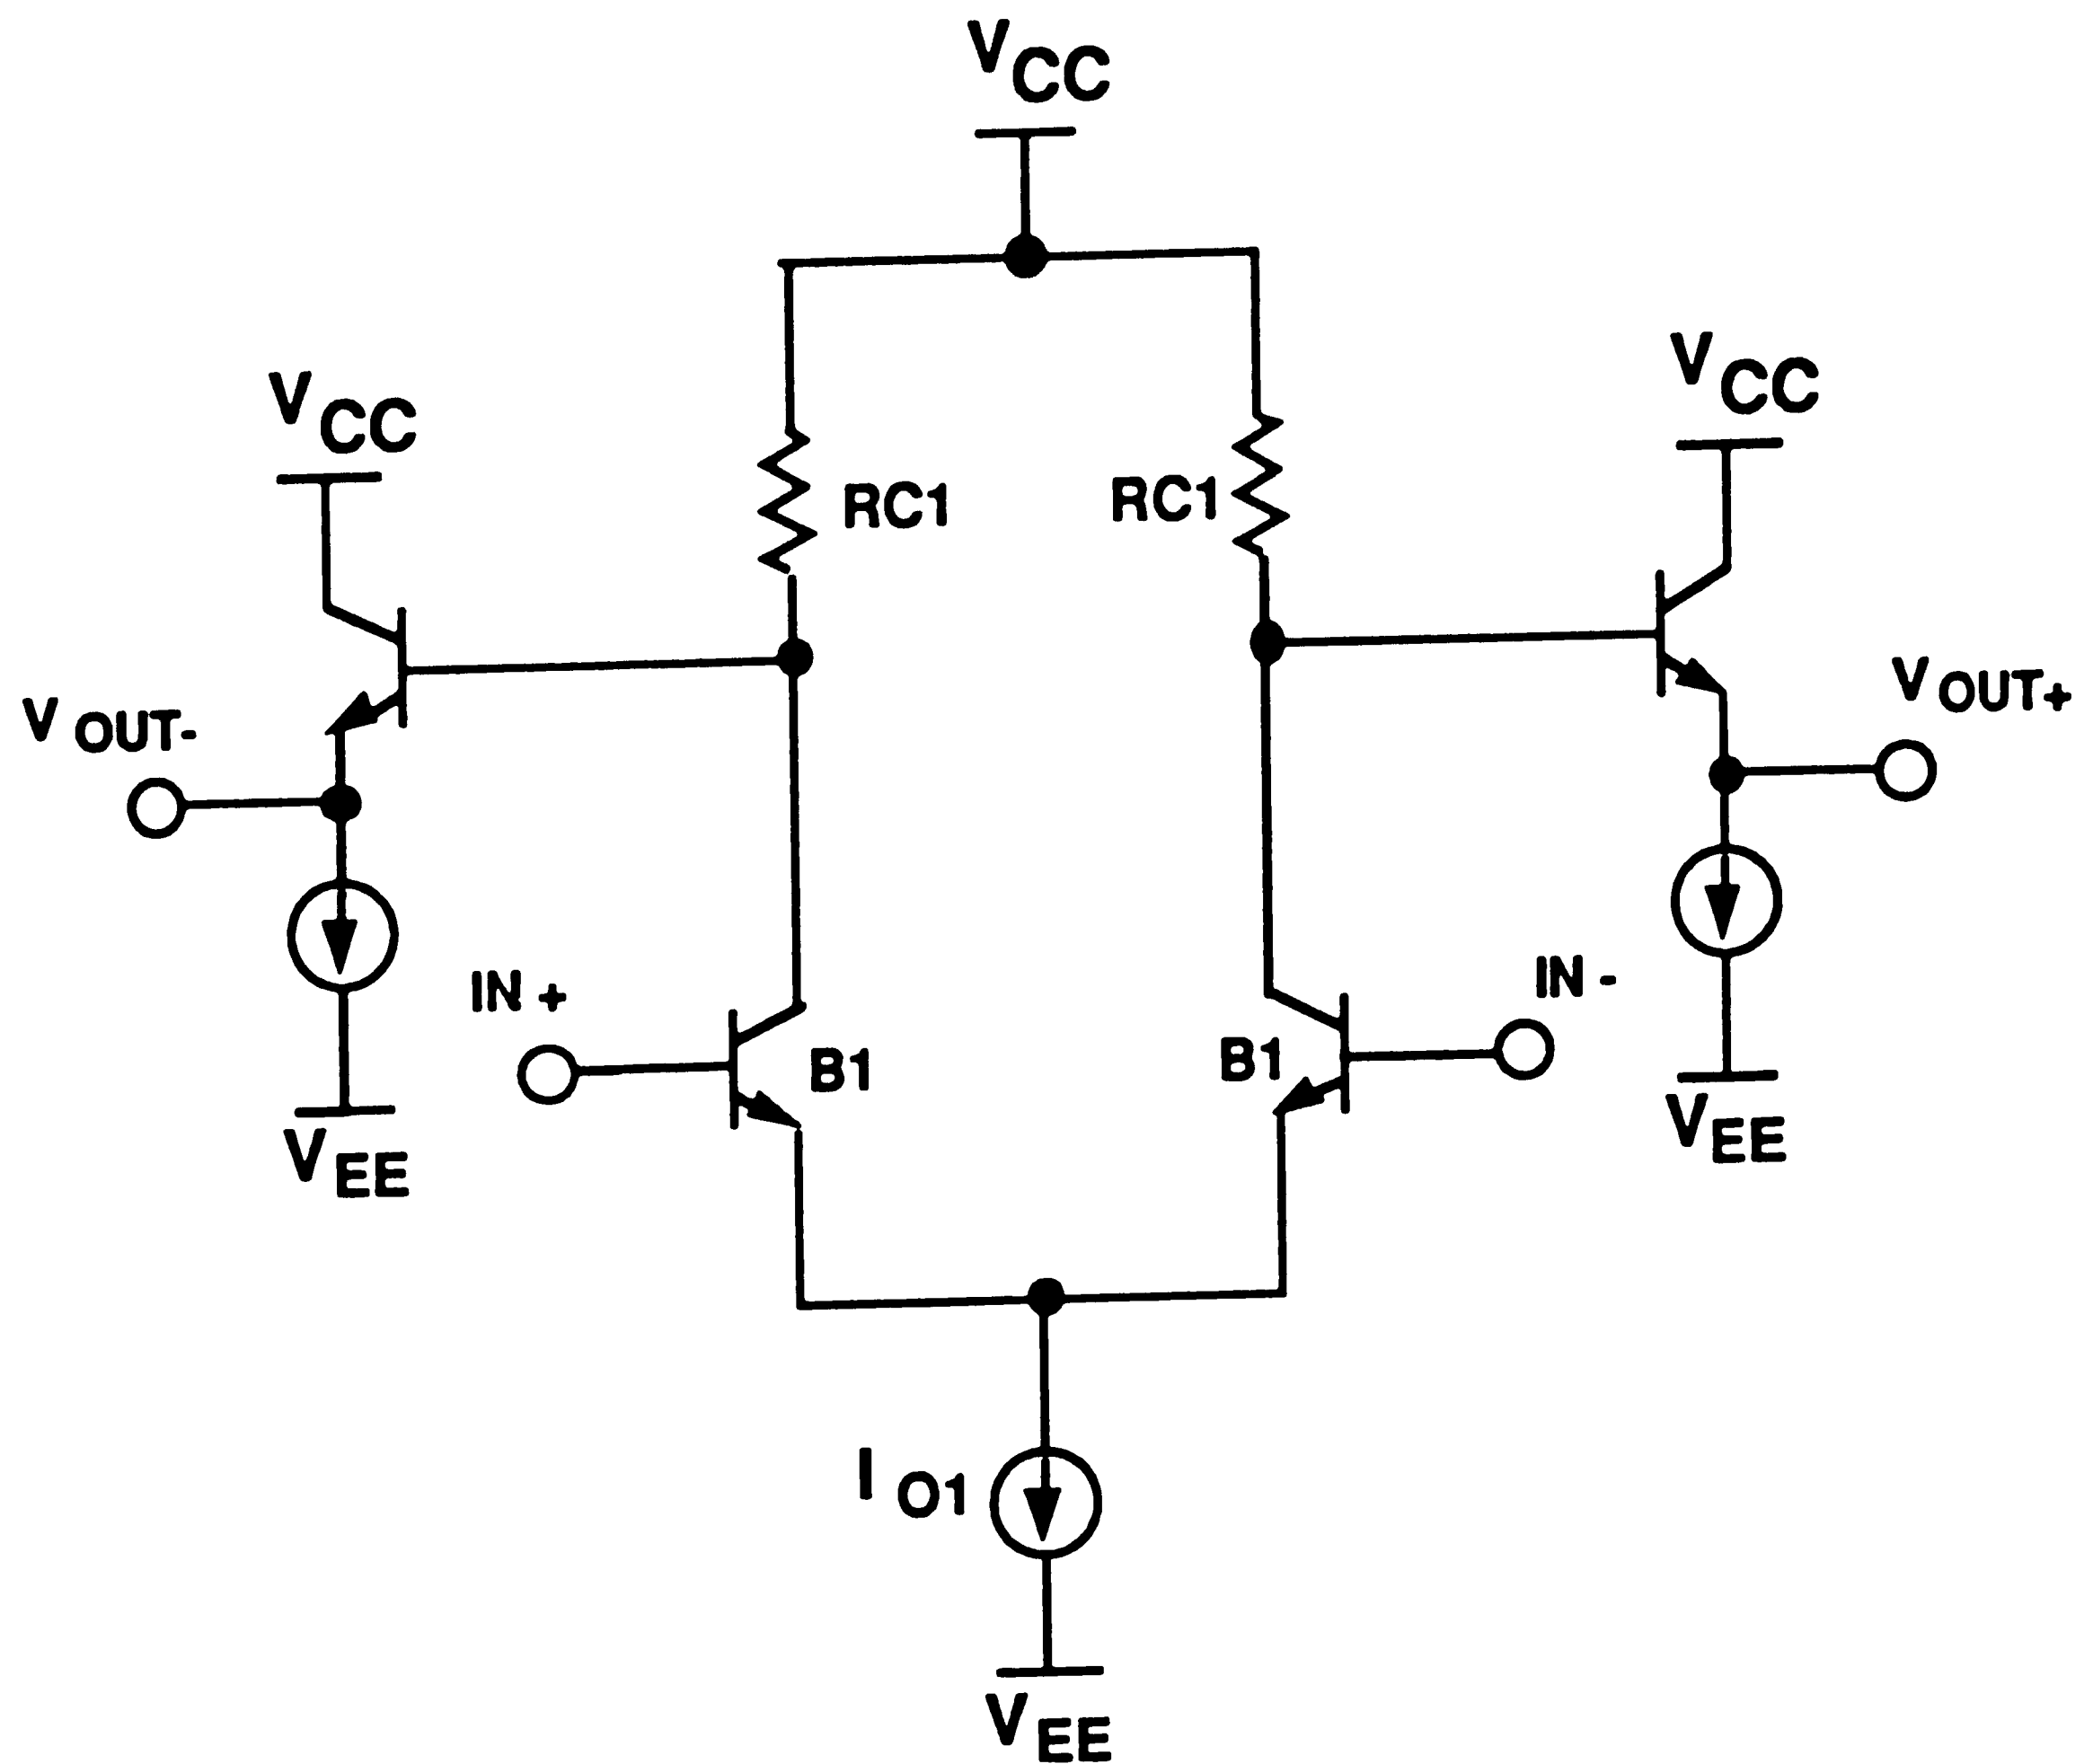 VCC
VCC
VCC
RC1
RC1
VOUT-
VOUT+
IN +
IN -
B1
B1
VEE
VEE
IO1
VEE